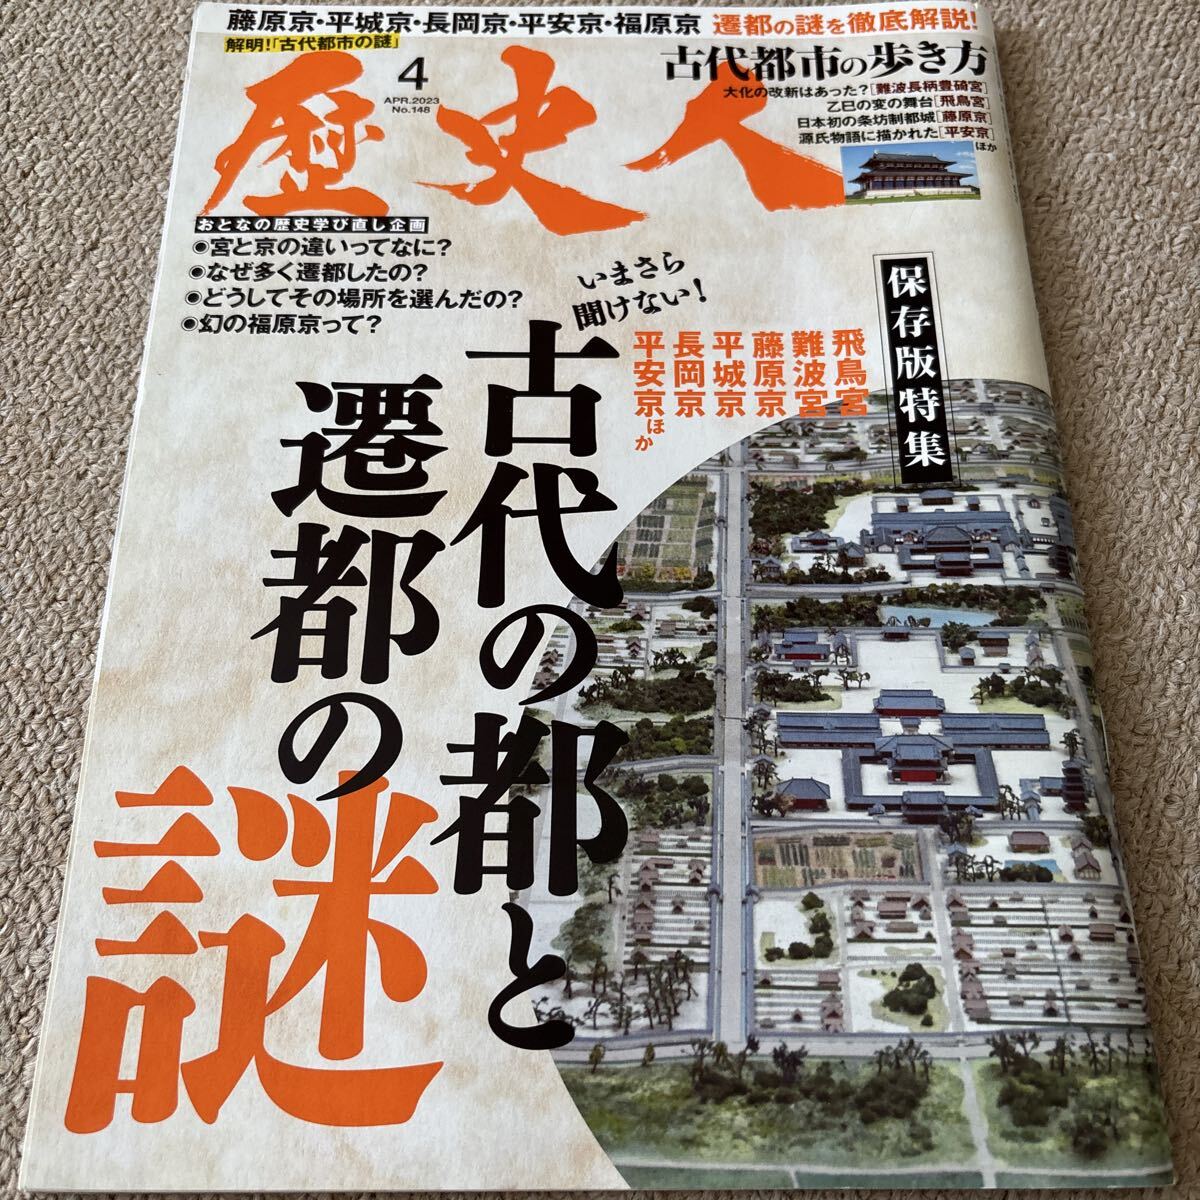 藤原京・平城京・長岡京・平安京・福原京 遷都の謎を徹底解説!
解明!「古代都市の謎」
歴史人
4
APR.2023
No.148
古代都市の歩き方
大化の改新はあった?[難波長柄豊碕宮]
乙巳の変の舞台[飛鳥宮]
日本初の条坊制都城[藤原京]
源氏物語に描かれた[平安京]
ほか
おとなの歴史学び直し企画
◉宮と京の違いってなに?
◉なぜ多く遷都したの?
◉どうしてその場所を選んだの?
◉幻の福原京って?
保存版特集
いまさら
聞けない!
飛鳥宮
難波宮
藤原京
平城京
長岡京
平安京ほか
古代の都と
遷都の
謎